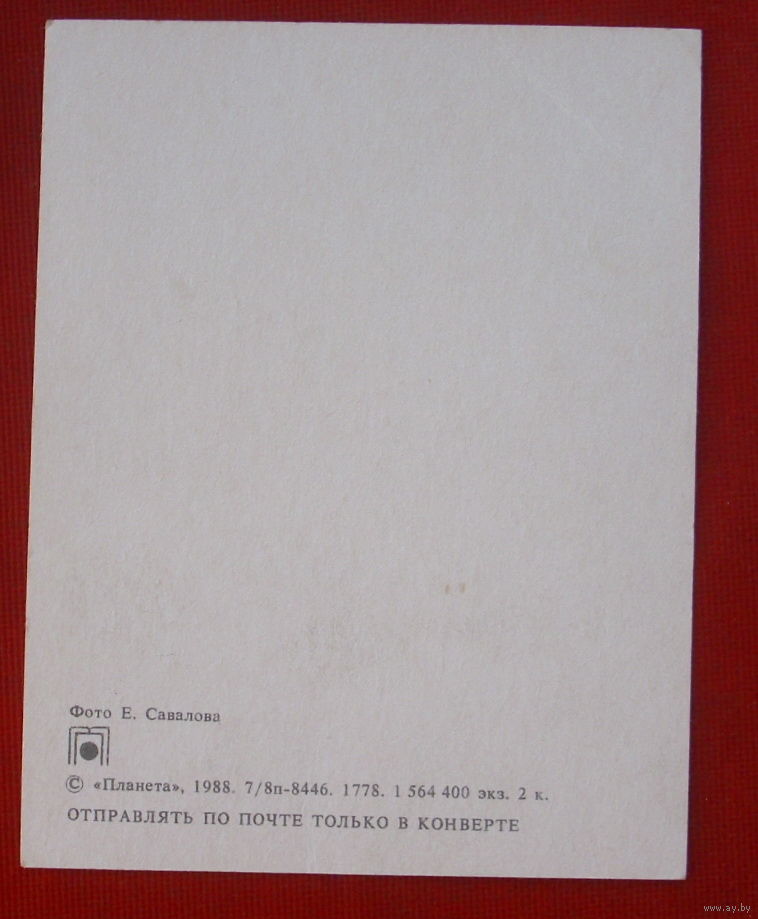 Фото Е. Савалова
© «Планета», 1988. 7/8п-8446. 1778. 1 564 400 экз. 2 к.
ОТПРАВЛЯТЬ ПО ПОЧТЕ ТОЛЬКО В КОНВЕРТЕ
www.ay.by